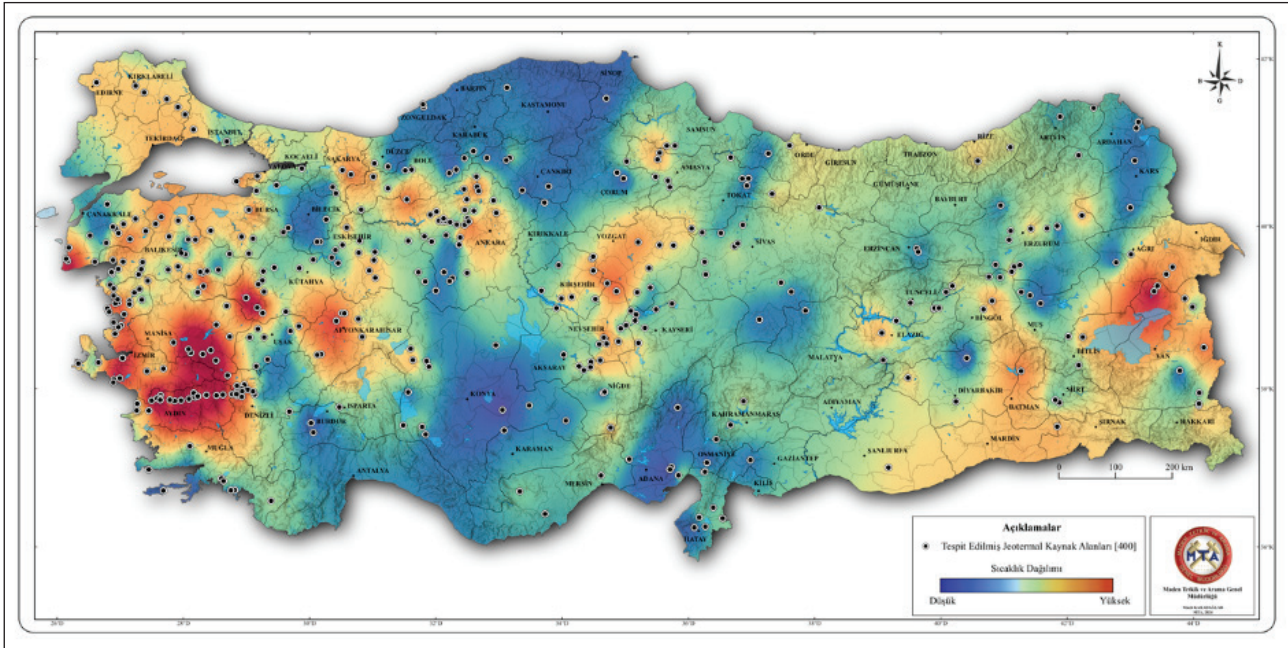 K
B
D
G
SİNOP
KIRKLARELİ
EDİRNE
BARTIN
KASTAMONU
ZONGULDAK
TEKİRDAĞ
İSTANBUL
KARABÜK
SAMSUN
ARTVİN
RİZE
ARDAHAN
KOCAELİ
DÜZCE
ORDU
TRABZON
YALOVA
SAKARYA
BOLU
GİRESUN
AMASYA
ÇANKIRI
KARS
ÇORUM
TOKAT
GÜMÜŞHANE
ÇANAKKALE
BURSA
BİLECİK
BAYBURT
ESKİŞEHİR
ANKARA
KIRIKKALE
YOZGAT
SİVAS
ERZİNCAN
ERZURUM
IĞDIR
AĞRI
BALIKESİR
KÜTAHYA
KIRŞEHİR
TUNCELİ
BİNGÖL
MANİSA
AFYONKARAHİSAR
NEVŞEHİR
KAYSERİ
ELAZIĞ
MUŞ
UŞAK
İZMİR
BİTLİS
VAN
MALATYA
AKSARAY
SİİRT
NİĞDE
DİYARBAKIR
KONYA
AYDIN
DENİZLİ
ISPARTA
BURDUR
KAHRAMANMARAŞ
ADIYAMAN
BATMAN
ŞIRNAK
HAKKARİ
MUĞLA
MARDİN
KARAMAN
OSMANİYE
GAZİANTEP
ŞANLIURFA
ANTALYA
MERSİN
ADANA
KİLİS
HATAY
0 100 200 km
Açıklamalar
Tespit Edilmiş Jeotermal Kaynak Alanları [400]
Sıcaklık Dağılımı
Düşük Yüksek
MTA
Maden Tetkik ve Arama Genel
Müdürlüğü